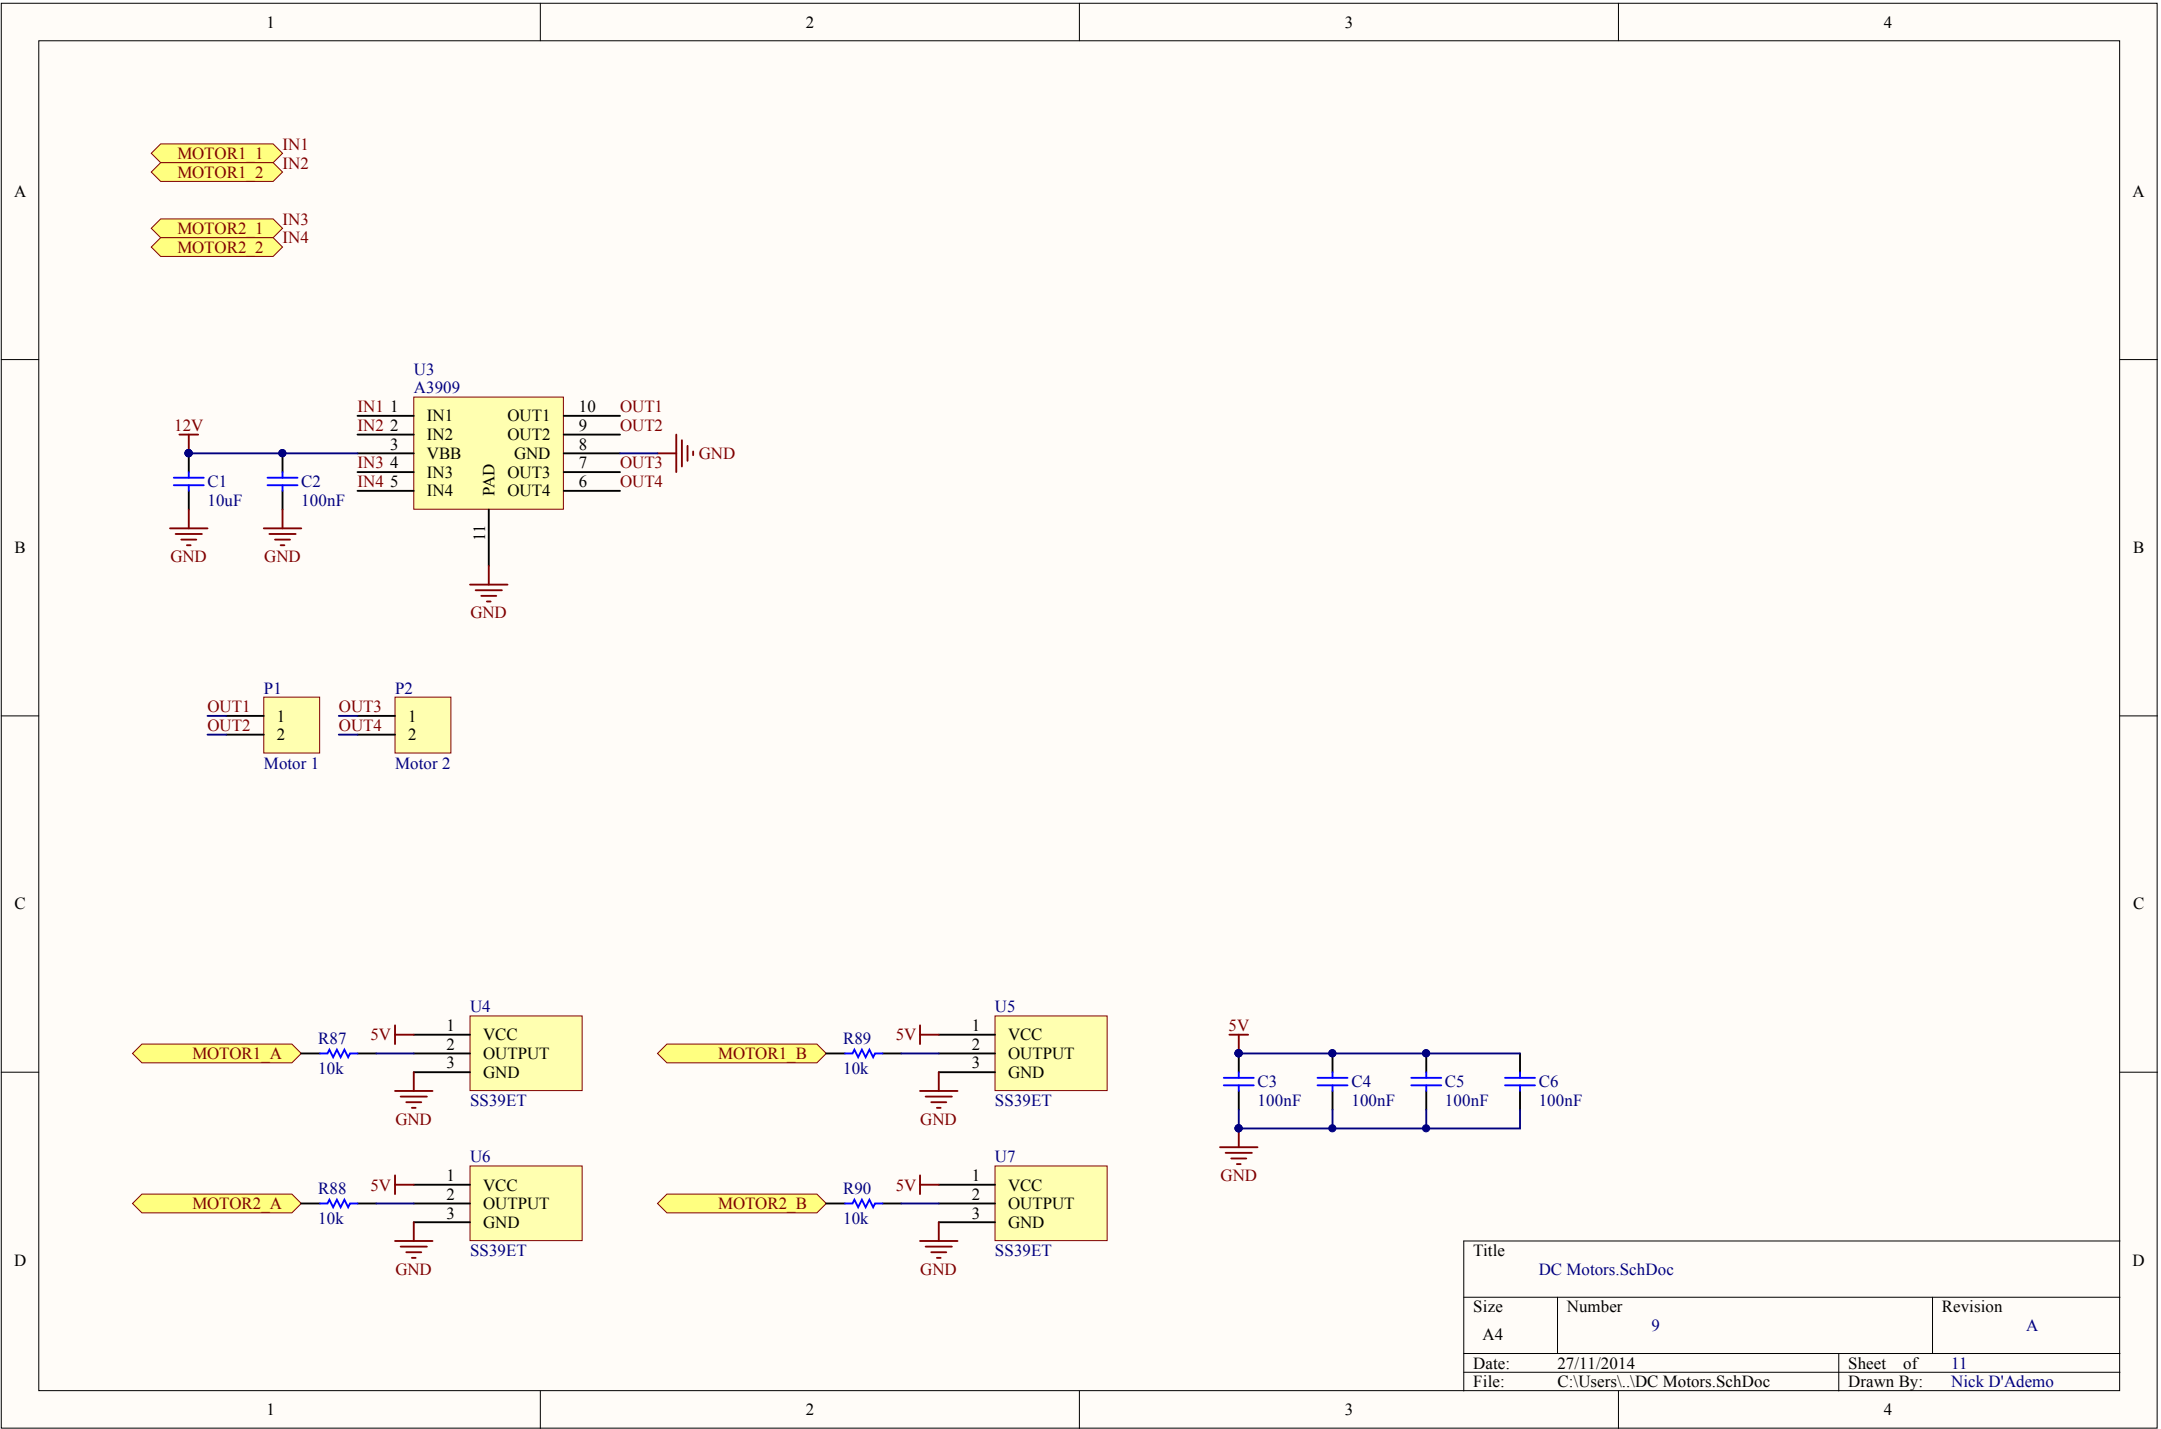 1 2 3 4
A A
MOTOR1_1 IN1
MOTOR1_2 IN2
MOTOR2_1 IN3
MOTOR2_2 IN4
B B
U3
A3909
IN1 1 IN1 OUT1 10 OUT1
IN2 2 IN2 OUT2 9 OUT2
12V 3 VBB GND 8 GND
IN3 4 IN3 OUT3 7 OUT3
IN4 5 IN4 OUT4 6 OUT4
PAD
11
C1 C2
10uF 100nF
GND GND
GND
P1 P2
OUT1 1 OUT3 1
OUT2 2 OUT4 2
Motor 1 Motor 2
C C
U4
5V 1 VCC
MOTOR1_A R87 2 OUTPUT
10k 3 GND
GND SS39ET
U5
5V 1 VCC
MOTOR1_B R89 2 OUTPUT
10k 3 GND
GND SS39ET
5V
C3 C4 C5 C6
100nF 100nF 100nF 100nF
GND
U6
5V 1 VCC
MOTOR2_A R88 2 OUTPUT
10k 3 GND
GND SS39ET
U7
5V 1 VCC
MOTOR2_B R90 2 OUTPUT
10k 3 GND
GND SS39ET
D D
Title
DC Motors.SchDoc
Size Number Revision
A4 9 A
Date: 27/11/2014 Sheet of 11
File: C:\Users\..\DC Motors.SchDoc Drawn By: Nick D'Ademo
1 2 3 4